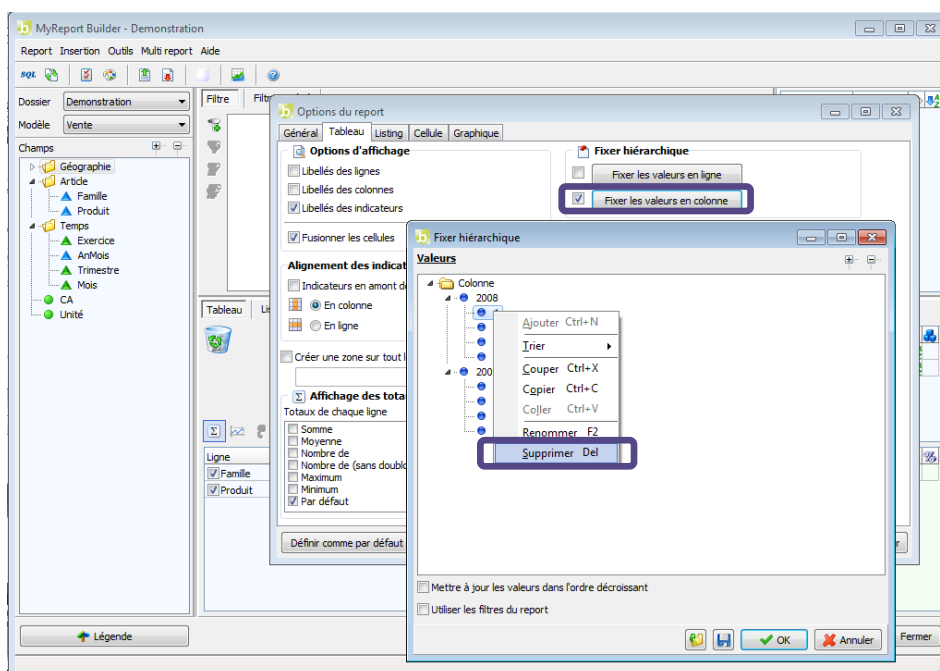 MyReport Builder - Demonstration
Report Insertion Outils Multi report Aide
SQL
Dossier Demonstration
Modèle Vente
Champs
Géographie
Article
Famille
Produit
Temps
Exercice
AnMois
Trimestre
Mois
CA
Unité
Légende
Filtre
Tableau
Ligne
Famille
Produit
Fermer
Options du report
Général Tableau Listing Cellule Graphique
Options d'affichage
Libellés des lignes
Libellés des colonnes
Libellés des indicateurs
Fusionner les cellules
Fixer hiérarchique
Fixer les valeurs en ligne
Fixer les valeurs en colonne
Alignement des indicat
Indicateurs en amont de
En colonne
En ligne
Créer une zone sur tout l
Σ Affichage des tota
Totaux de chaque ligne
Somme
Moyenne
Nombre de
Nombre de (sans doublo
Maximum
Minimum
Par défaut
Définir comme par défaut
Fixer hiérarchique
Valeurs
Colonne
2008
200
Ajouter Ctrl+N
Trier
Couper Ctrl+X
Copier Ctrl+C
Coller Ctrl+V
Renommer F2
Supprimer Del
Mettre à jour les valeurs dans l'ordre décroissant
Utiliser les filtres du report
OK Annuler